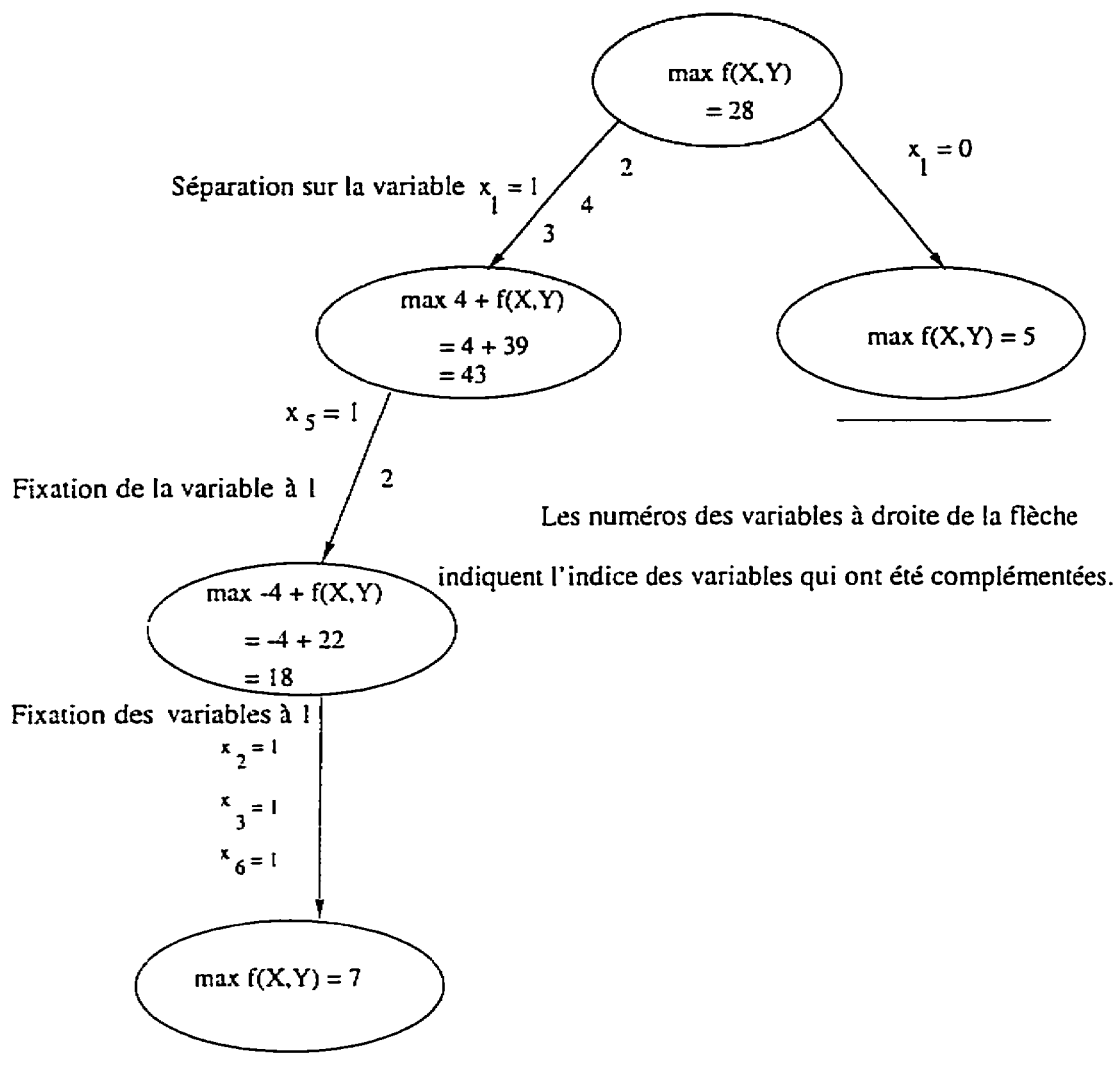 max f(X,Y)
= 28
x1 = 0
2
Séparation sur la variable x1 = 1
4
3
max 4 + f(X,Y)
= 4 + 39
= 43
max f(X,Y) = 5
x5 = 1
2
Fixation de la variable à 1
Les numéros des variables à droite de la flèche
indiquent l'indice des variables qui ont été complémentées.
max -4 + f(X,Y)
= -4 + 22
= 18
Fixation des variables à 1
x2 = 1
x3 = 1
x6 = 1
max f(X,Y) = 7